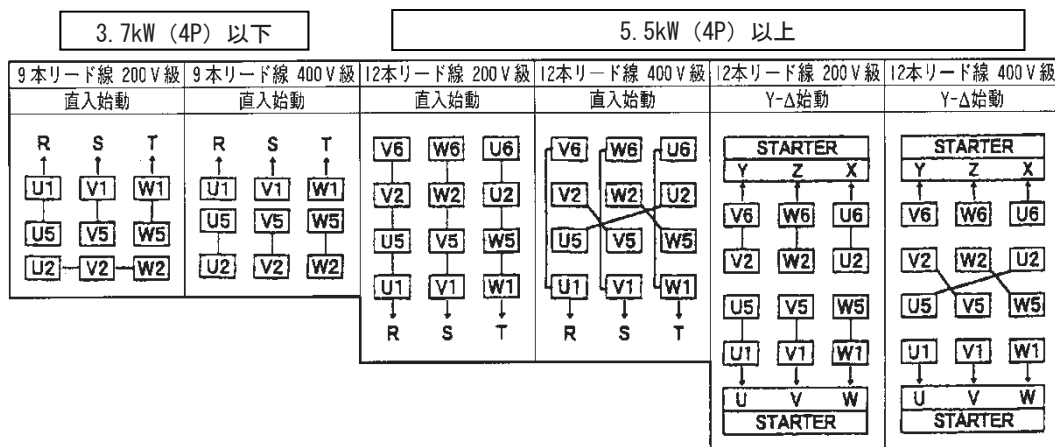 3.7kW (4P) 以下
5.5kW (4P) 以上
9本リード線 200V級
直入始動
R S T
U1 V1 W1
U5 V5 W5
U2 V2 W2
9本リード線 400V級
直入始動
R S T
U1 V1 W1
U5 V5 W5
U2 V2 W2
12本リード線 200V級
直入始動
V6 W6 U6
V2 W2 U2
U5 V5 W5
U1 V1 W1
R S T
12本リード線 400V級
直入始動
V6 W6 U6
V2 W2 U2
U5 V5 W5
U1 V1 W1
R S T
12本リード線 200V級
Y-Δ始動
STARTER
Y Z X
V6 W6 U6
V2 W2 U2
U5 V5 W5
U1 V1 W1
U V W
STARTER
12本リード線 400V級
Y-Δ始動
STARTER
Y Z X
V6 W6 U6
V2 W2 U2
U5 V5 W5
U1 V1 W1
U V W
STARTER